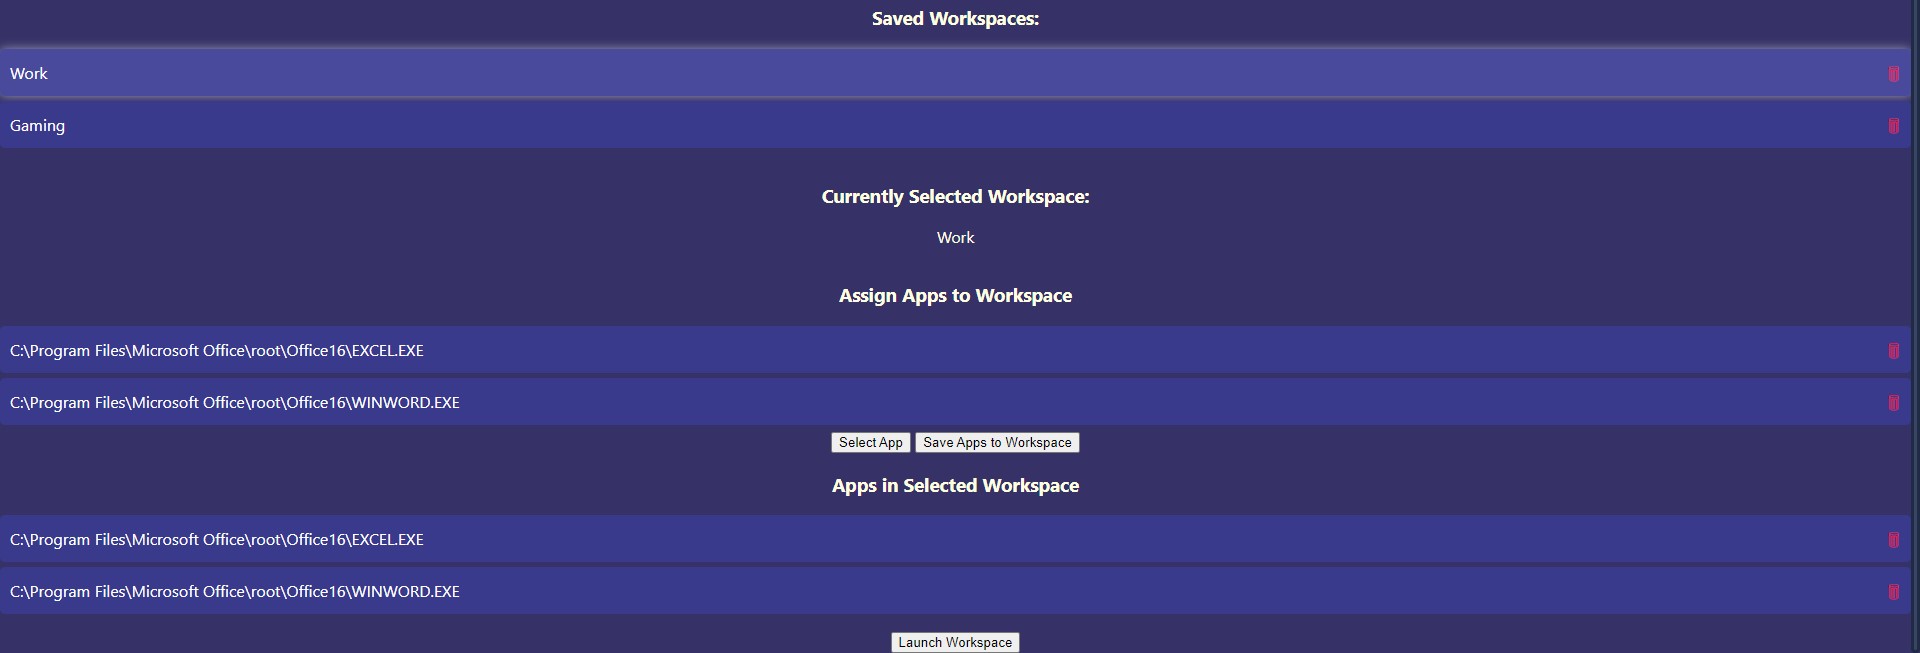 Saved Workspaces:
Work
Gaming
Currently Selected Workspace:
Work
Assign Apps to Workspace
C:\Program Files\Microsoft Office\root\Office16\EXCEL.EXE
C:\Program Files\Microsoft Office\root\Office16\WINWORD.EXE
Select App Save Apps to Workspace
Apps in Selected Workspace
C:\Program Files\Microsoft Office\root\Office16\EXCEL.EXE
C:\Program Files\Microsoft Office\root\Office16\WINWORD.EXE
Launch Workspace